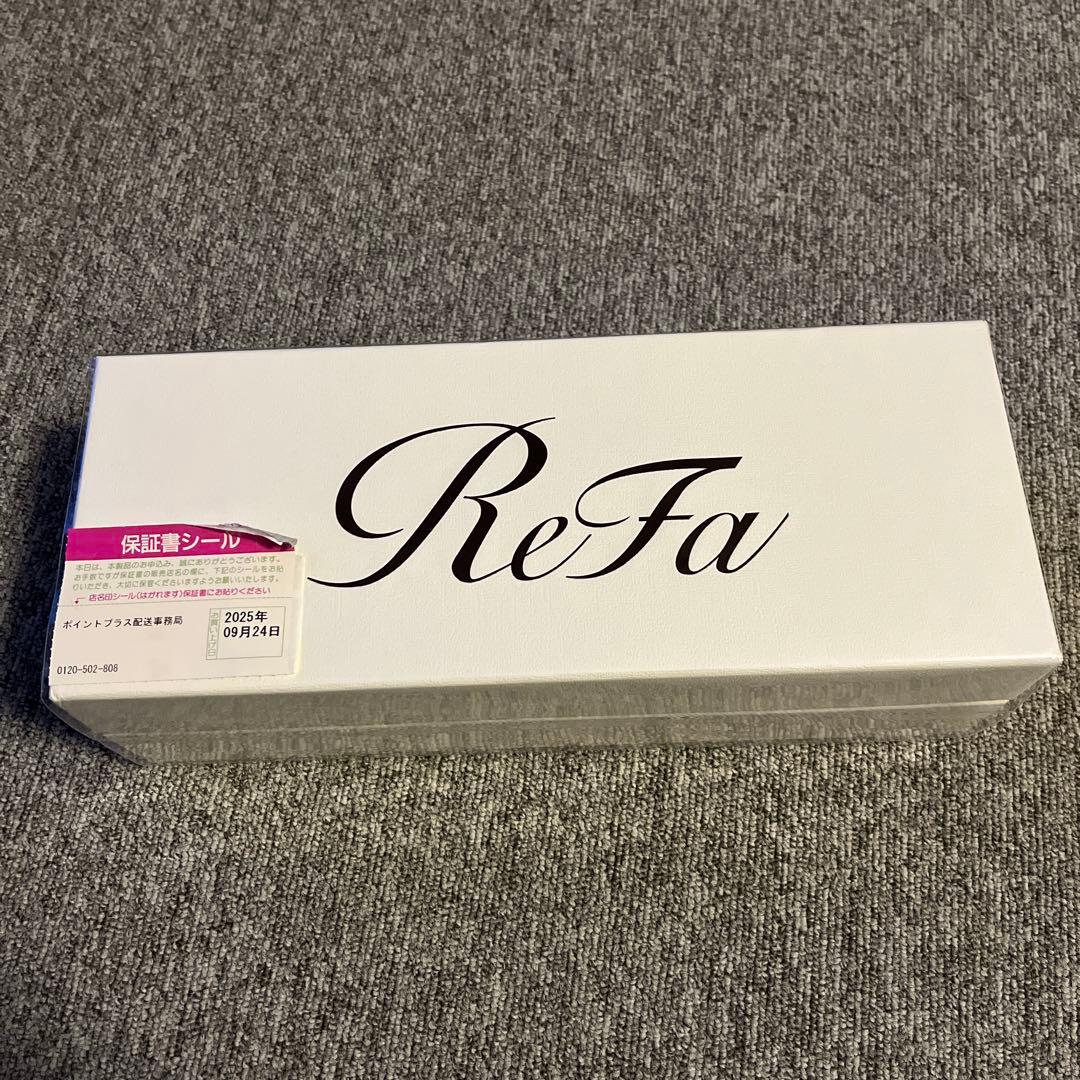 ReFa
保証書シール
本日は、本製品のお申込み、誠にありがとうございます。
お手数ですが保証書の販売店名の欄に、下記のシールをお貼
りいただき、大切に保管くださいますようお願いいたします。
店名印シール(はがれます)保証書にお貼りください
ポイントプラス配送事務局
お買い上げ日
2025年
09月24日
0120-502-808